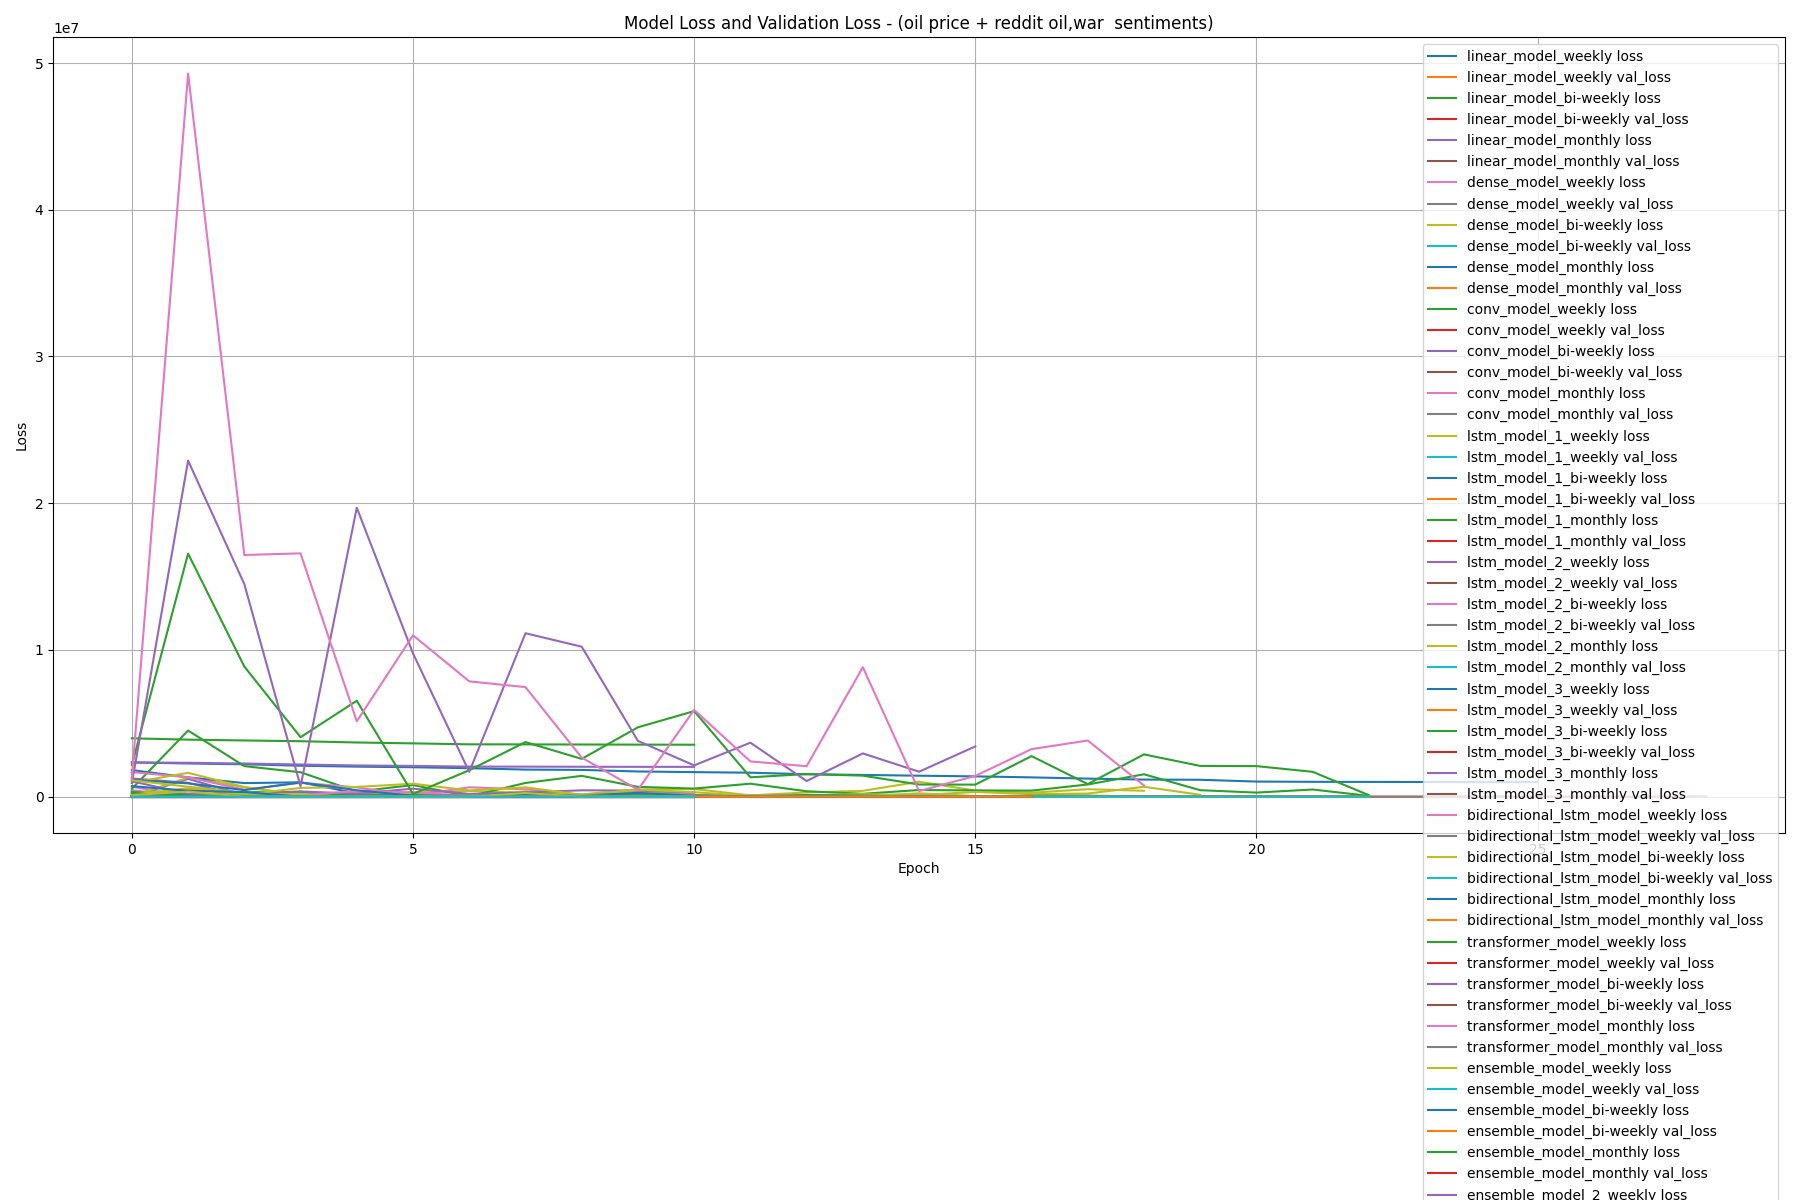 Model Loss and Validation Loss - (oil price + reddit oil,war  sentiments)
1e7
5
4
3
2
1
0
Loss
0
5
10
15
20
25
Epoch
linear_model_weekly loss
linear_model_weekly val_loss
linear_model_bi-weekly loss
linear_model_bi-weekly val_loss
linear_model_monthly loss
linear_model_monthly val_loss
dense_model_weekly loss
dense_model_weekly val_loss
dense_model_bi-weekly loss
dense_model_bi-weekly val_loss
dense_model_monthly loss
dense_model_monthly val_loss
conv_model_weekly loss
conv_model_weekly val_loss
conv_model_bi-weekly loss
conv_model_bi-weekly val_loss
conv_model_monthly loss
conv_model_monthly val_loss
lstm_model_1_weekly loss
lstm_model_1_weekly val_loss
lstm_model_1_bi-weekly loss
lstm_model_1_bi-weekly val_loss
lstm_model_1_monthly loss
lstm_model_1_monthly val_loss
lstm_model_2_weekly loss
lstm_model_2_weekly val_loss
lstm_model_2_bi-weekly loss
lstm_model_2_bi-weekly val_loss
lstm_model_2_monthly loss
lstm_model_2_monthly val_loss
lstm_model_3_weekly loss
lstm_model_3_weekly val_loss
lstm_model_3_bi-weekly loss
lstm_model_3_bi-weekly val_loss
lstm_model_3_monthly loss
lstm_model_3_monthly val_loss
bidirectional_lstm_model_weekly loss
bidirectional_lstm_model_weekly val_loss
bidirectional_lstm_model_bi-weekly loss
bidirectional_lstm_model_bi-weekly val_loss
bidirectional_lstm_model_monthly loss
bidirectional_lstm_model_monthly val_loss
transformer_model_weekly loss
transformer_model_weekly val_loss
transformer_model_bi-weekly loss
transformer_model_bi-weekly val_loss
transformer_model_monthly loss
transformer_model_monthly val_loss
ensemble_model_weekly loss
ensemble_model_weekly val_loss
ensemble_model_bi-weekly loss
ensemble_model_bi-weekly val_loss
ensemble_model_monthly loss
ensemble_model_monthly val_loss
ensemble_model_2_weekly loss